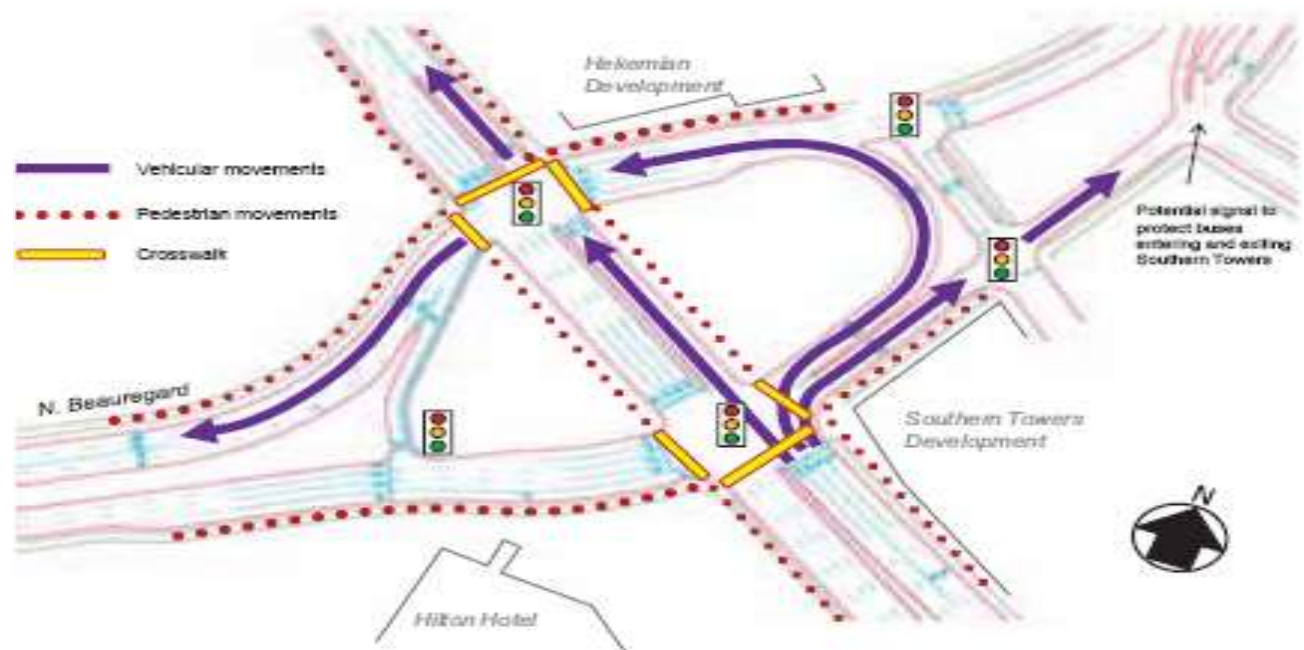 Hekemian
Development
Vehicular movements
Pedestrian movements
Crosswalk
Potential signal to
protect buses
entering and exiting
Southern Towers
N. Beauregard
Southern Towers
Development
N
Hilton Hotel